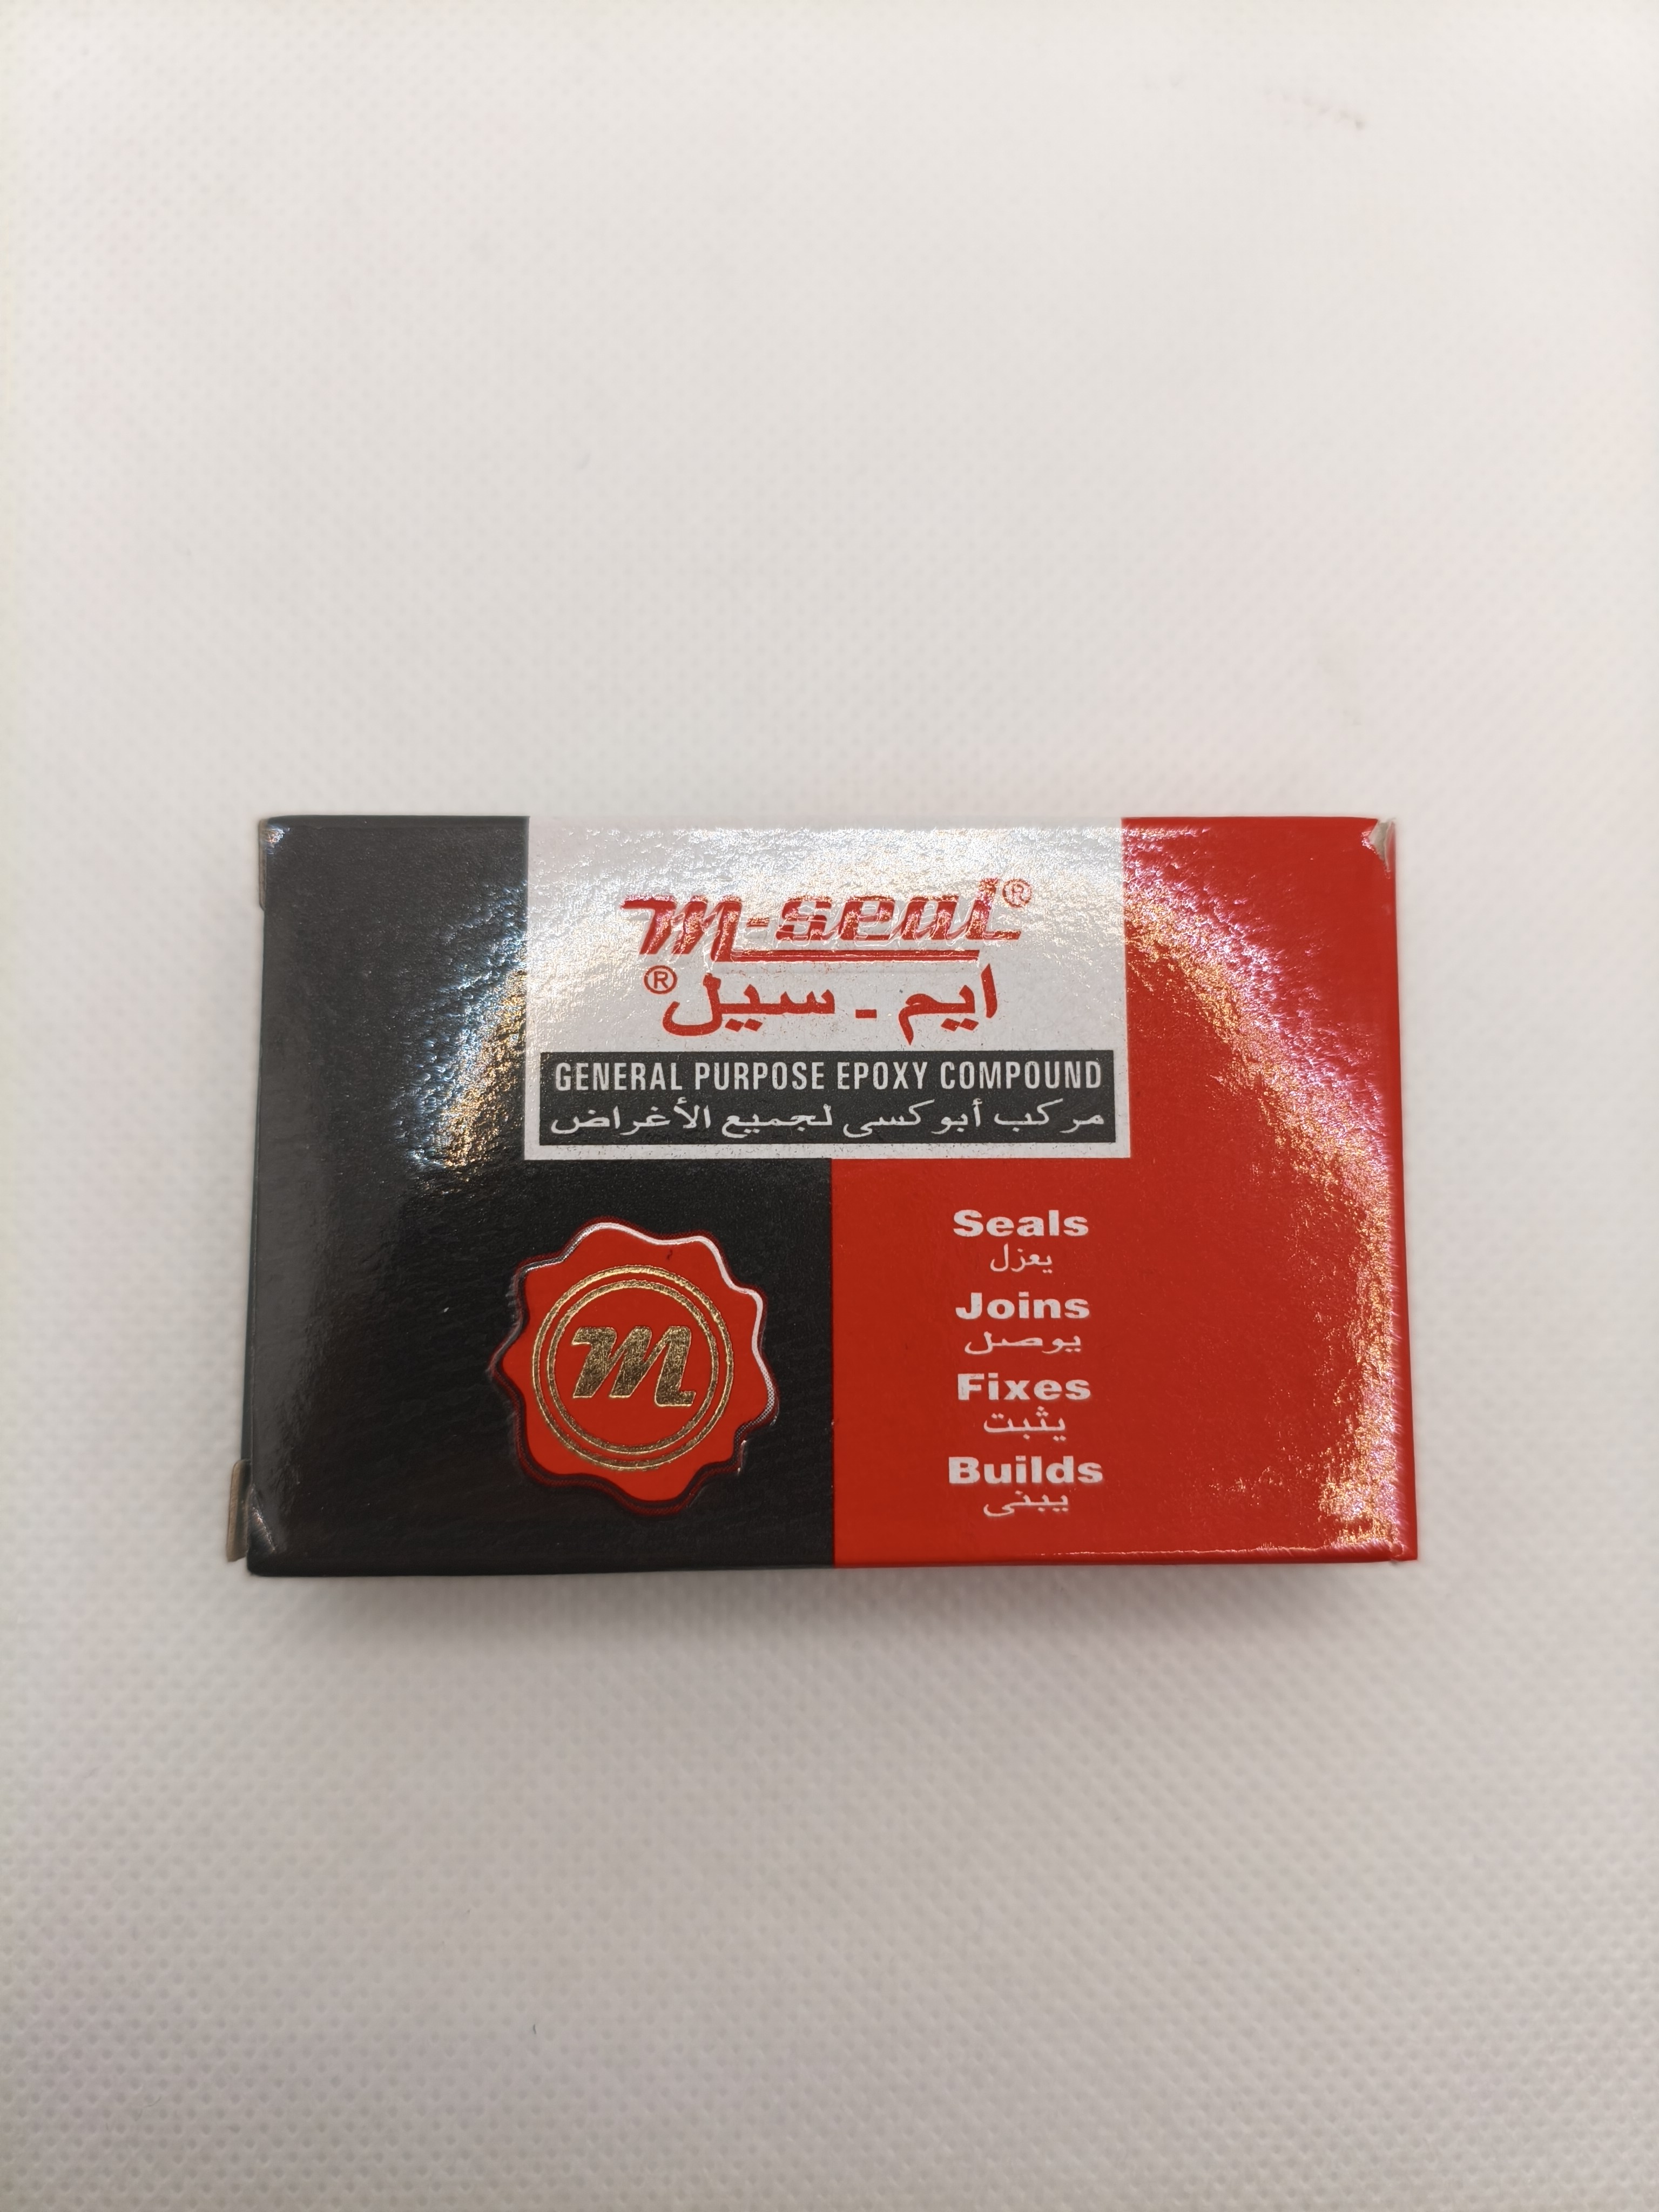 m-seal®
ايم - سيل®
GENERAL PURPOSE EPOXY COMPOUND
مركب أبوكسى لجميع الأغراض
m
Seals
يعزل
Joins
يوصل
Fixes
يثبت
Builds
يبنى